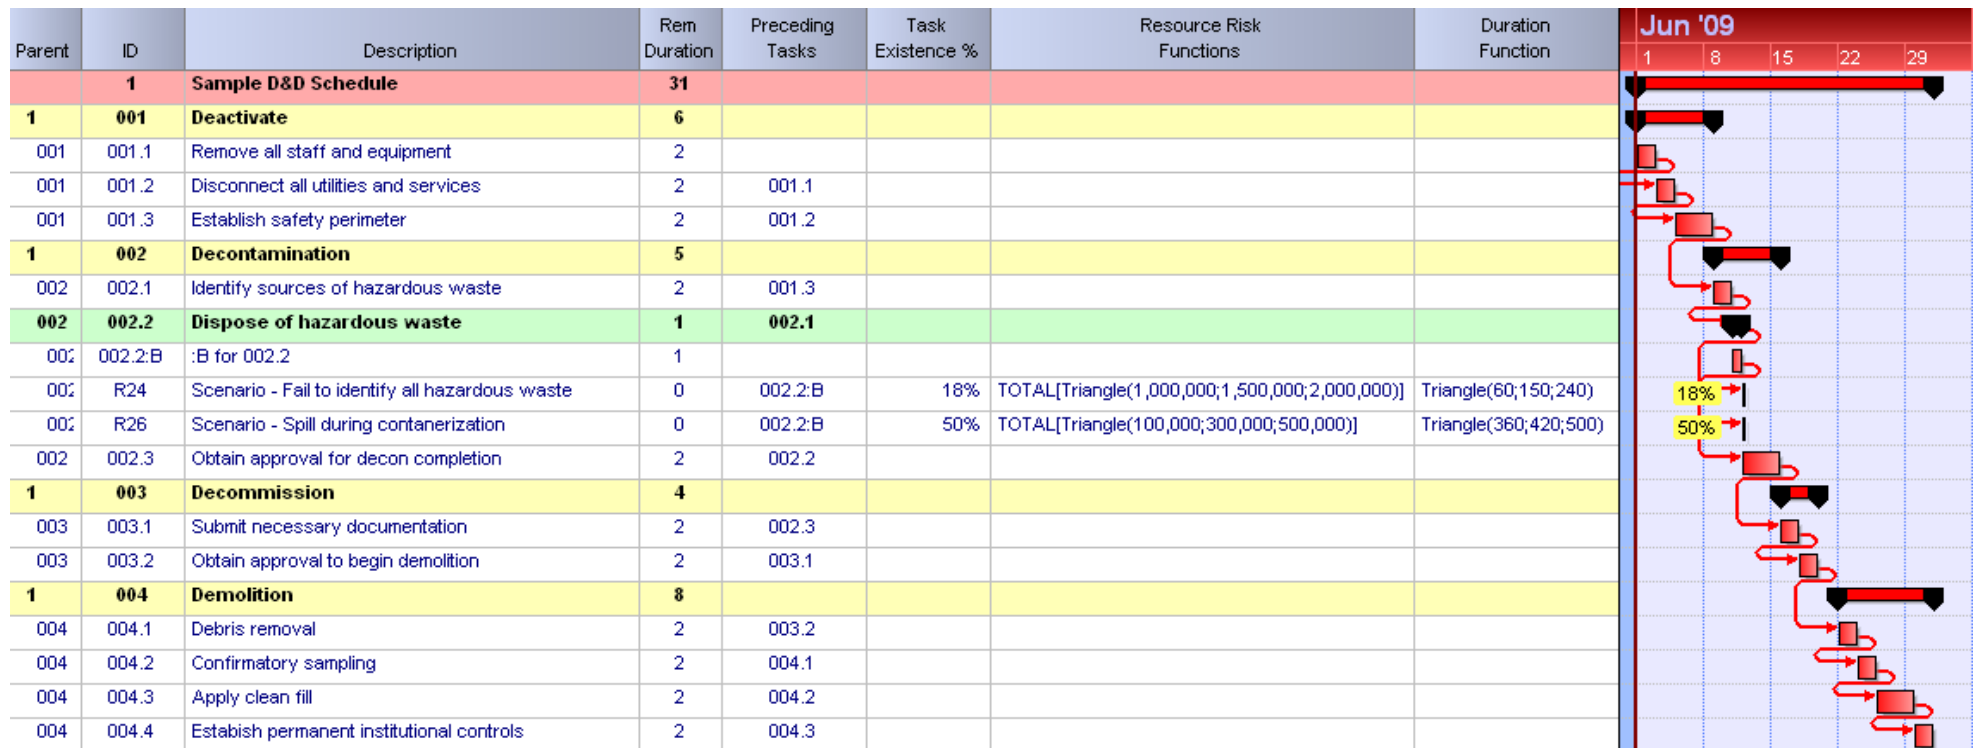 Parent ID Description Rem Duration Preceding Tasks Task Existence % Resource Risk Functions Duration Function Jun '09
1 8 15 22 29
1 Sample D&D Schedule 31
1 001 Deactivate 6
001 001.1 Remove all staff and equipment 2
001 001.2 Disconnect all utilities and services 2 001.1
001 001.3 Establish safety perimeter 2 001.2
1 002 Decontamination 5
002 002.1 Identify sources of hazardous waste 2 001.3
002 002.2 Dispose of hazardous waste 1 002.1
002 002.2:B :B for 002.2 1
002 R24 Scenario - Fail to identify all hazardous waste 0 002.2:B 18% TOTAL[Triangle(1,000,000;1,500,000;2,000,000)] Triangle(60;150;240) 18%
002 R26 Scenario - Spill during contanerization 0 002.2:B 50% TOTAL[Triangle(100,000;300,000;500,000)] Triangle(360;420;500) 50%
002 002.3 Obtain approval for decon completion 2 002.2
1 003 Decommission 4
003 003.1 Submit necessary documentation 2 002.3
003 003.2 Obtain approval to begin demolition 2 003.1
1 004 Demolition 8
004 004.1 Debris removal 2 003.2
004 004.2 Confirmatory sampling 2 004.1
004 004.3 Apply clean fill 2 004.2
004 004.4 Estabish permanent institutional controls 2 004.3